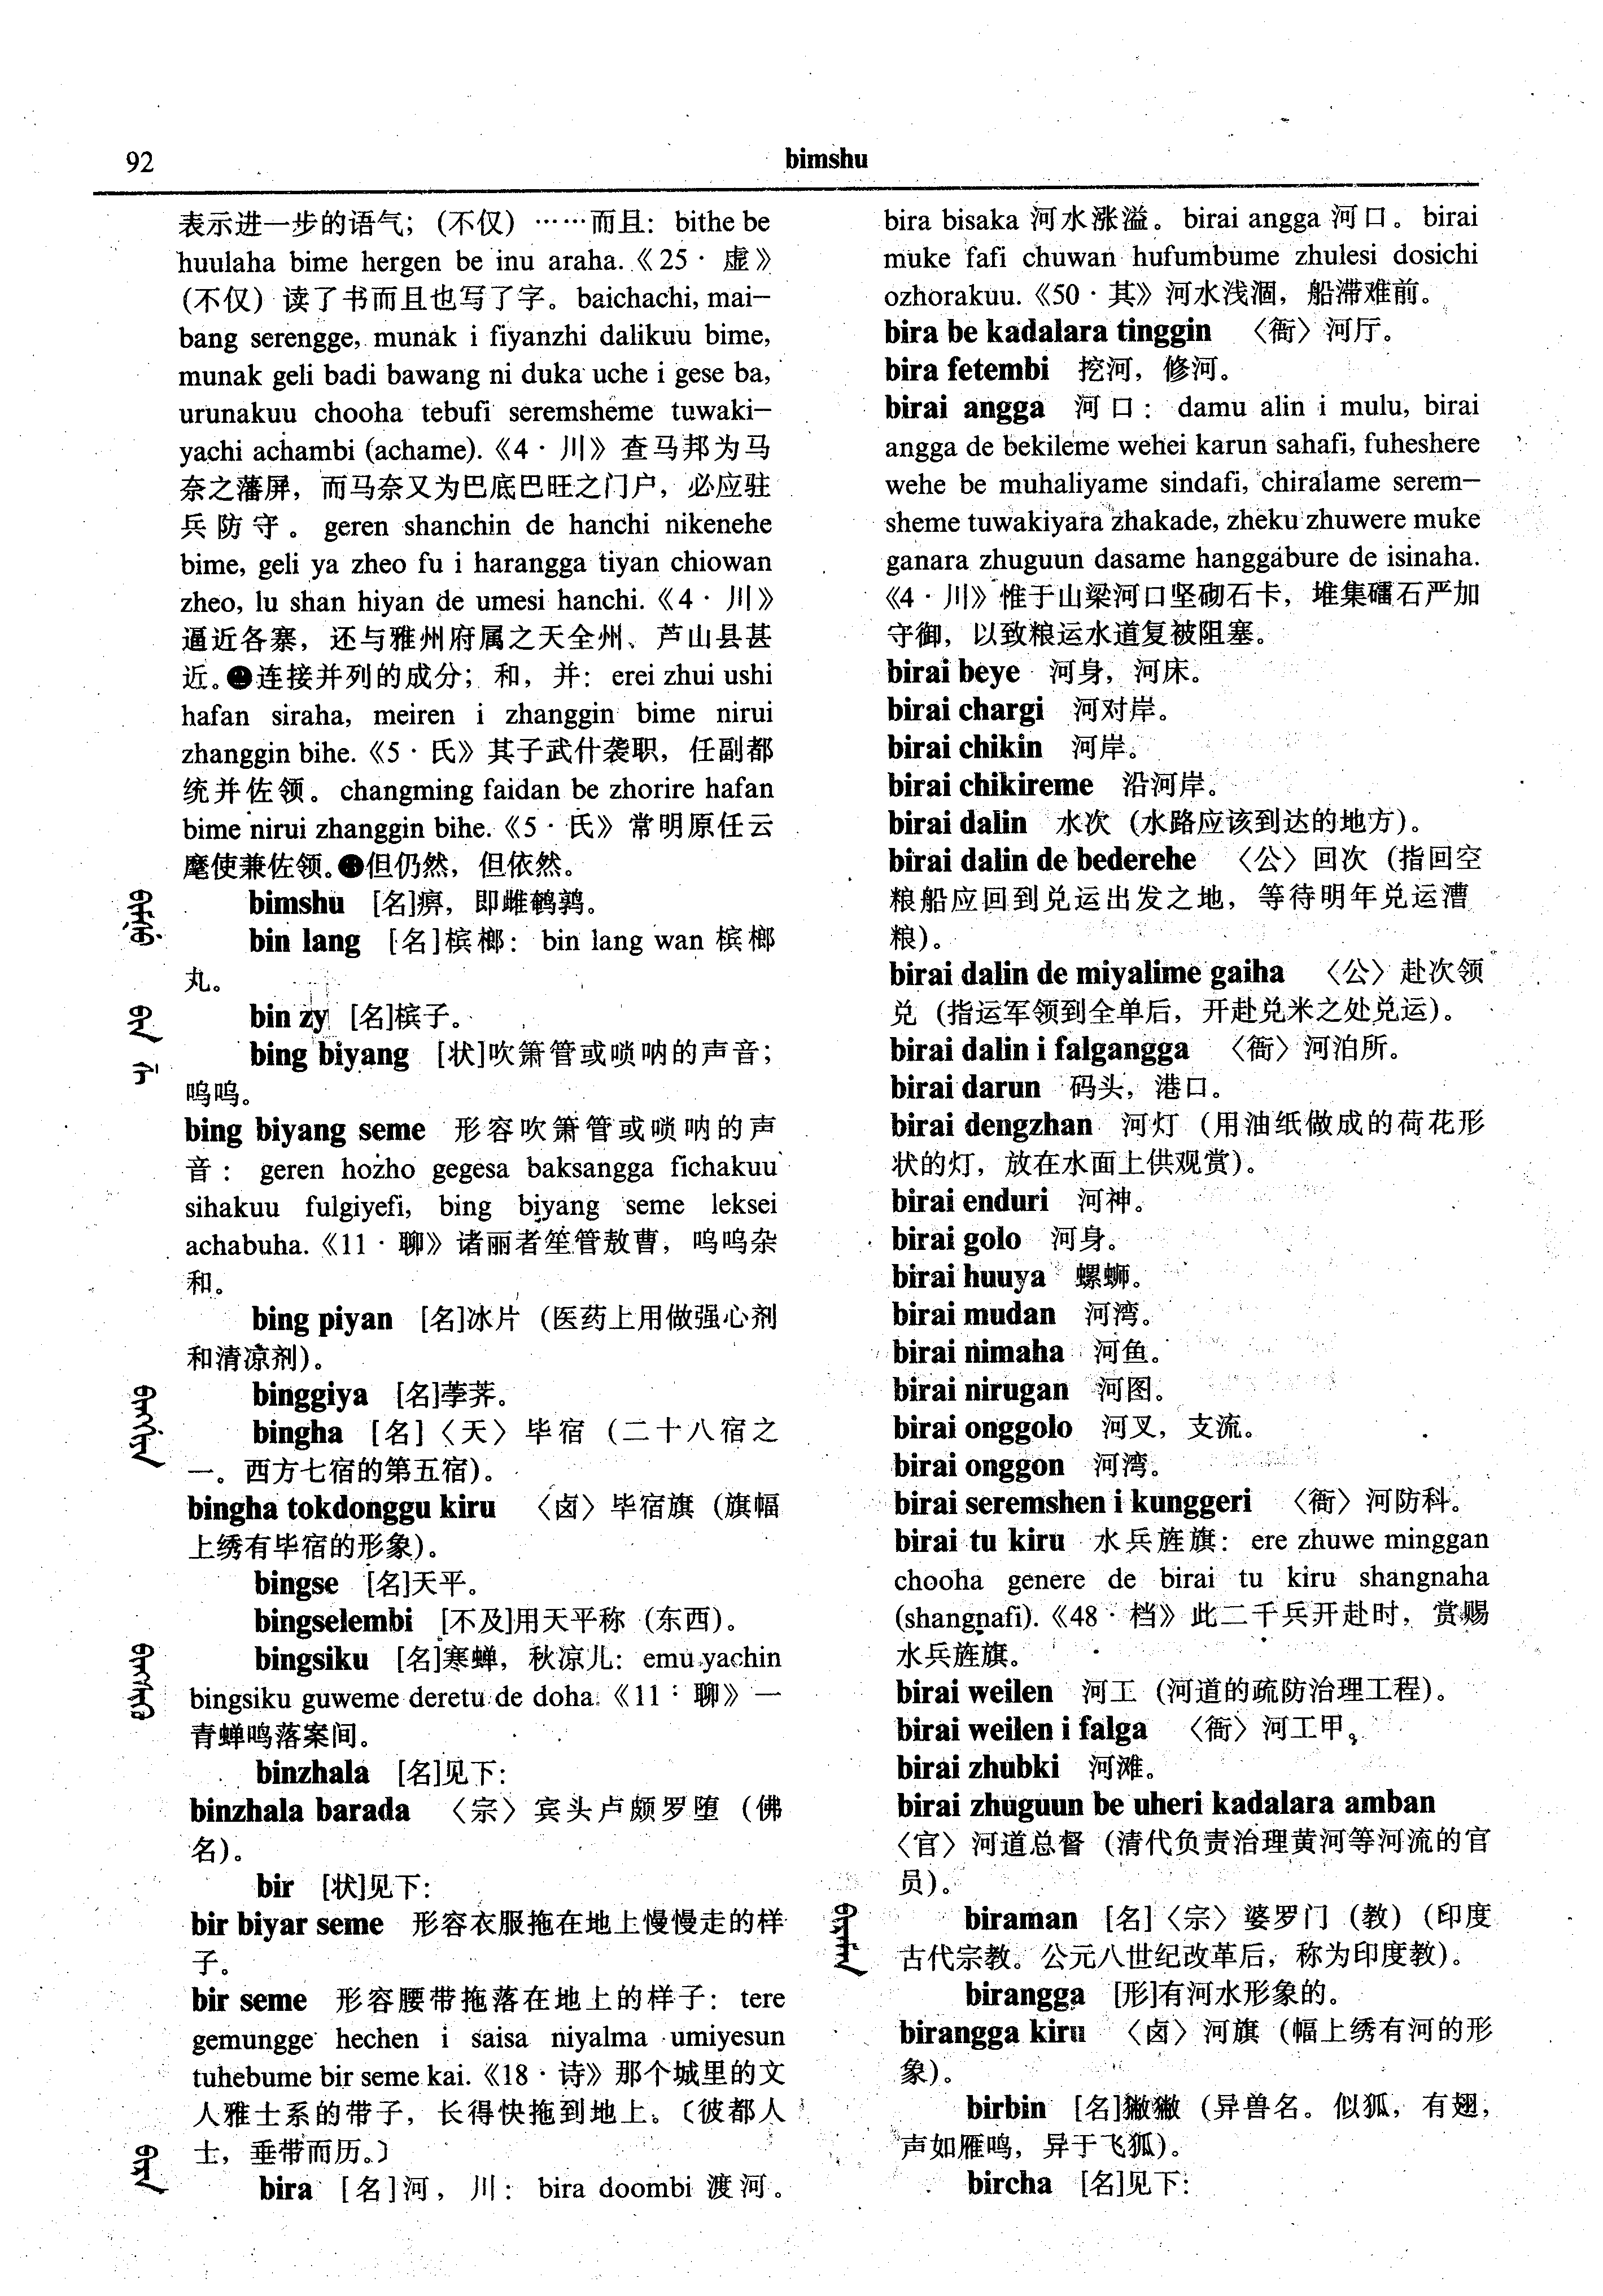 92
bimshu
表示进一步的语气；(不仅) ……而且： bithe be
huulaha bime hergen be inu araha.《25 · 虚》
(不仅) 读了书而且也写了字。baichachi, mai–
bang serengge, munak i fiyanzhi dalikuu bime,
munak geli badi bawang ni duka uche i gese ba,
urunakuu chooha tebufi seremsheme tuwaki–
yachi achambi (achame).《4 · 川》查马邦为马
奈之藩屏，而马奈又为巴底巴旺之门户，必应驻
兵防守。 geren shanchin de hanchi nikenehe
bime, geli ya zheo fu i harangga tiyan chiowan
zheo, lu shan hiyan de umesi hanchi.《4 · 川》
逼近各寨，还与雅州府属之天全州、芦山县甚
近。连接并列的成分；和，并： erei zhui ushi
hafan siraha, meiren i zhanggin bime nirui
zhanggin bihe.《5 · 氏》其子武什袭职，任副都
统并佐领。changming faidan be zhorire hafan
bime nirui zhanggin bihe.《5 · 氏》常明原任云
麾使兼佐领。但仍然，但依然。
bimshu [名]痹，即雌鹌鹑。
bin lang [名]槟榔： bin lang wan 槟榔
丸。
bin zy [名]槟子。
bing biyang [状]吹箫管或唢呐的声音；
呜呜。
bing biyang seme 形容吹箫管或唢呐的声
音： geren hozho gegesa baksangga fichakuu
sihakuu fulgiyefi, bing biyang seme leksei
achabuha.《11 · 聊》诸丽者笙管敖曹，呜呜杂
和。
bing piyan [名]冰片（医药上用做强心剂
和清凉剂)。
binggiya [名]荸荠。
bingha [名]〈天〉毕宿（二十八宿之
一。西方七宿的第五宿)。
bingha tokdonggu kiru 〈卤〉毕宿旗（旗幅
上绣有毕宿的形象)。
bingse [名]天平。
bingselembi [不及]用天平称（东西)。
bingsiku [名]寒蝉，秋凉儿： emu yachin
bingsiku guweme deretu de doha.《11 · 聊》一
青蝉鸣落案间。
binzhala [名]见下：
binzhala barada 〈宗〉宾头卢颇罗堕（佛
名)。
bir [状]见下：
bir biyar seme 形容衣服拖在地上慢慢走的样
子。
bir seme 形容腰带拖落在地上的样子： tere
gemungge hechen i saisa niyalma umiyesun
tuhebume bir seme kai.《18 · 诗》那个城里的文
人雅士系的带子，长得快拖到地上。〔彼都人
士，垂带而历。〕
bira [名]河，川： bira doombi 渡河。
bira bisaka 河水涨溢。birai angga 河口。birai
muke fafi chuwan hufumbume zhulesi dosichi
ozhorakuu.《50 · 其》河水浅涸，船滞难前。
bira be kadalara tinggin 〈衙〉河厅。
bira fetembi 挖河，修河。
birai angga 河口： damu alin i mulu, birai
angga de bekileme wehei karun sahafi, fuheshere
wehe be muhaliyame sindafi, chiralame serem–
sheme tuwakiyara zhakade, zheku zhuwere muke
ganara zhuguun dasame hanggabure de isinaha.
《4 · 川》惟于山梁河口坚砌石卡，堆集礌石严加
守御，以致粮运水道复被阻塞。
birai beye 河身，河床。
birai chargi 河对岸。
birai chikin 河岸。
birai chikireme 沿河岸。
birai dalin 水次（水路应该到达的地方)。
birai dalin de bederehe 〈公〉回次（指回空
粮船应回到兑运出发之地，等待明年兑运漕
粮)。
birai dalin de miyalime gaiha 〈公〉赴次领
兑（指运军领到全单后，开赴兑米之处兑运)。
birai dalin i falgangga 〈衙〉河泊所。
birai darun 码头，港口。
birai dengzhan 河灯（用油纸做成的荷花形
状的灯，放在水面上供观赏)。
birai enduri 河神。
birai golo 河身。
birai huuya 螺蛳。
birai mudan 河湾。
birai nimaha 河鱼。
birai nirugan 河图。
birai onggolo 河叉，支流。
birai onggon 河湾。
birai seremshen i kunggeri 〈衙〉河防科。
birai tu kiru 水兵旌旗： ere zhuwe minggan
chooha genere de birai tu kiru shangnaha
(shangnafi).《48 · 档》此二千兵开赴时，赏赐
水兵旌旗。
birai weilen 河工（河道的疏防治理工程)。
birai weilen i falga 〈衙〉河工甲。
birai zhubki 河滩。
birai zhuguun be uheri kadalara amban
〈官〉河道总督（清代负责治理黄河等河流的官
员)。
biraman [名]〈宗〉婆罗门（教)（印度
古代宗教。公元八世纪改革后，称为印度教)。
birangga [形]有河水形象的。
birangga kiru 〈卤〉河旗（幅上绣有河的形
象)。
birbin [名]獙獙（异兽名。似狐，有翅，
声如雁鸣，异于飞狐)。
bircha [名]见下：